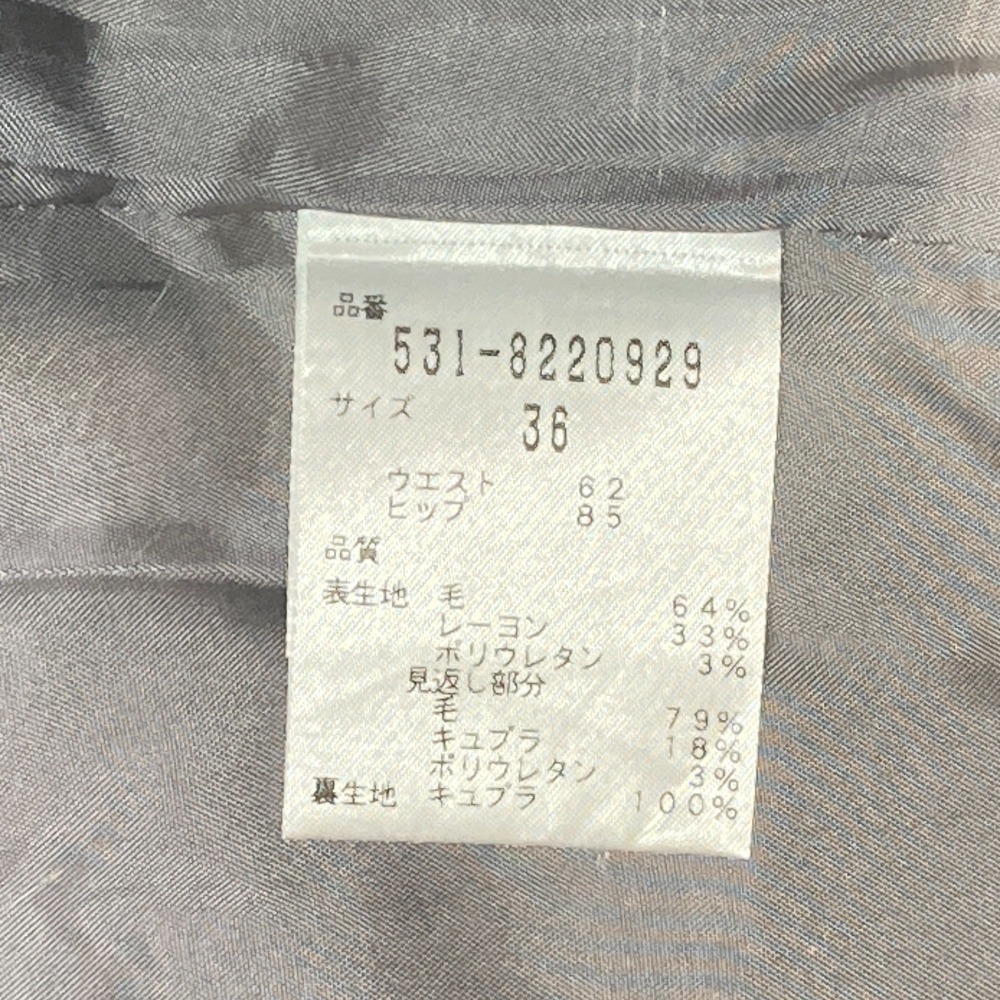 品番
531-8220929
サイズ 36
ウエスト 62
ヒップ 85
品質
表生地 毛 64%
レーヨン 33%
ポリウレタン 3%
見返し部分
毛 79%
キュプラ 18%
ポリウレタン 3%
裏生地 キュプラ 100%